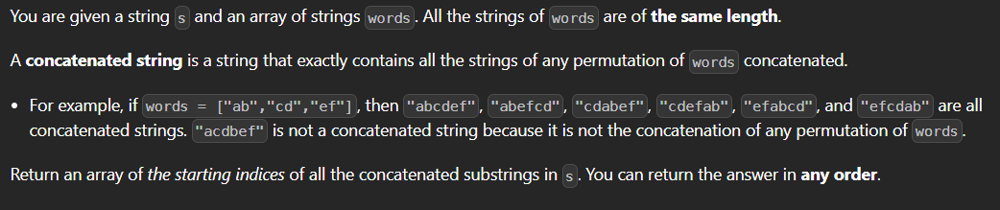 You are given a string s and an array of strings words. All the strings of words are of the same length.
A concatenated string is a string that exactly contains all the strings of any permutation of words concatenated.
• For example, if words = ["ab","cd","ef"], then "abcdef", "abefcd", "cdabef", "cdefab", "efabcd", and "efcdab" are all
concatenated strings. "acdbef" is not a concatenated string because it is not the concatenation of any permutation of words.
Return an array of the starting indices of all the concatenated substrings in s. You can return the answer in any order.